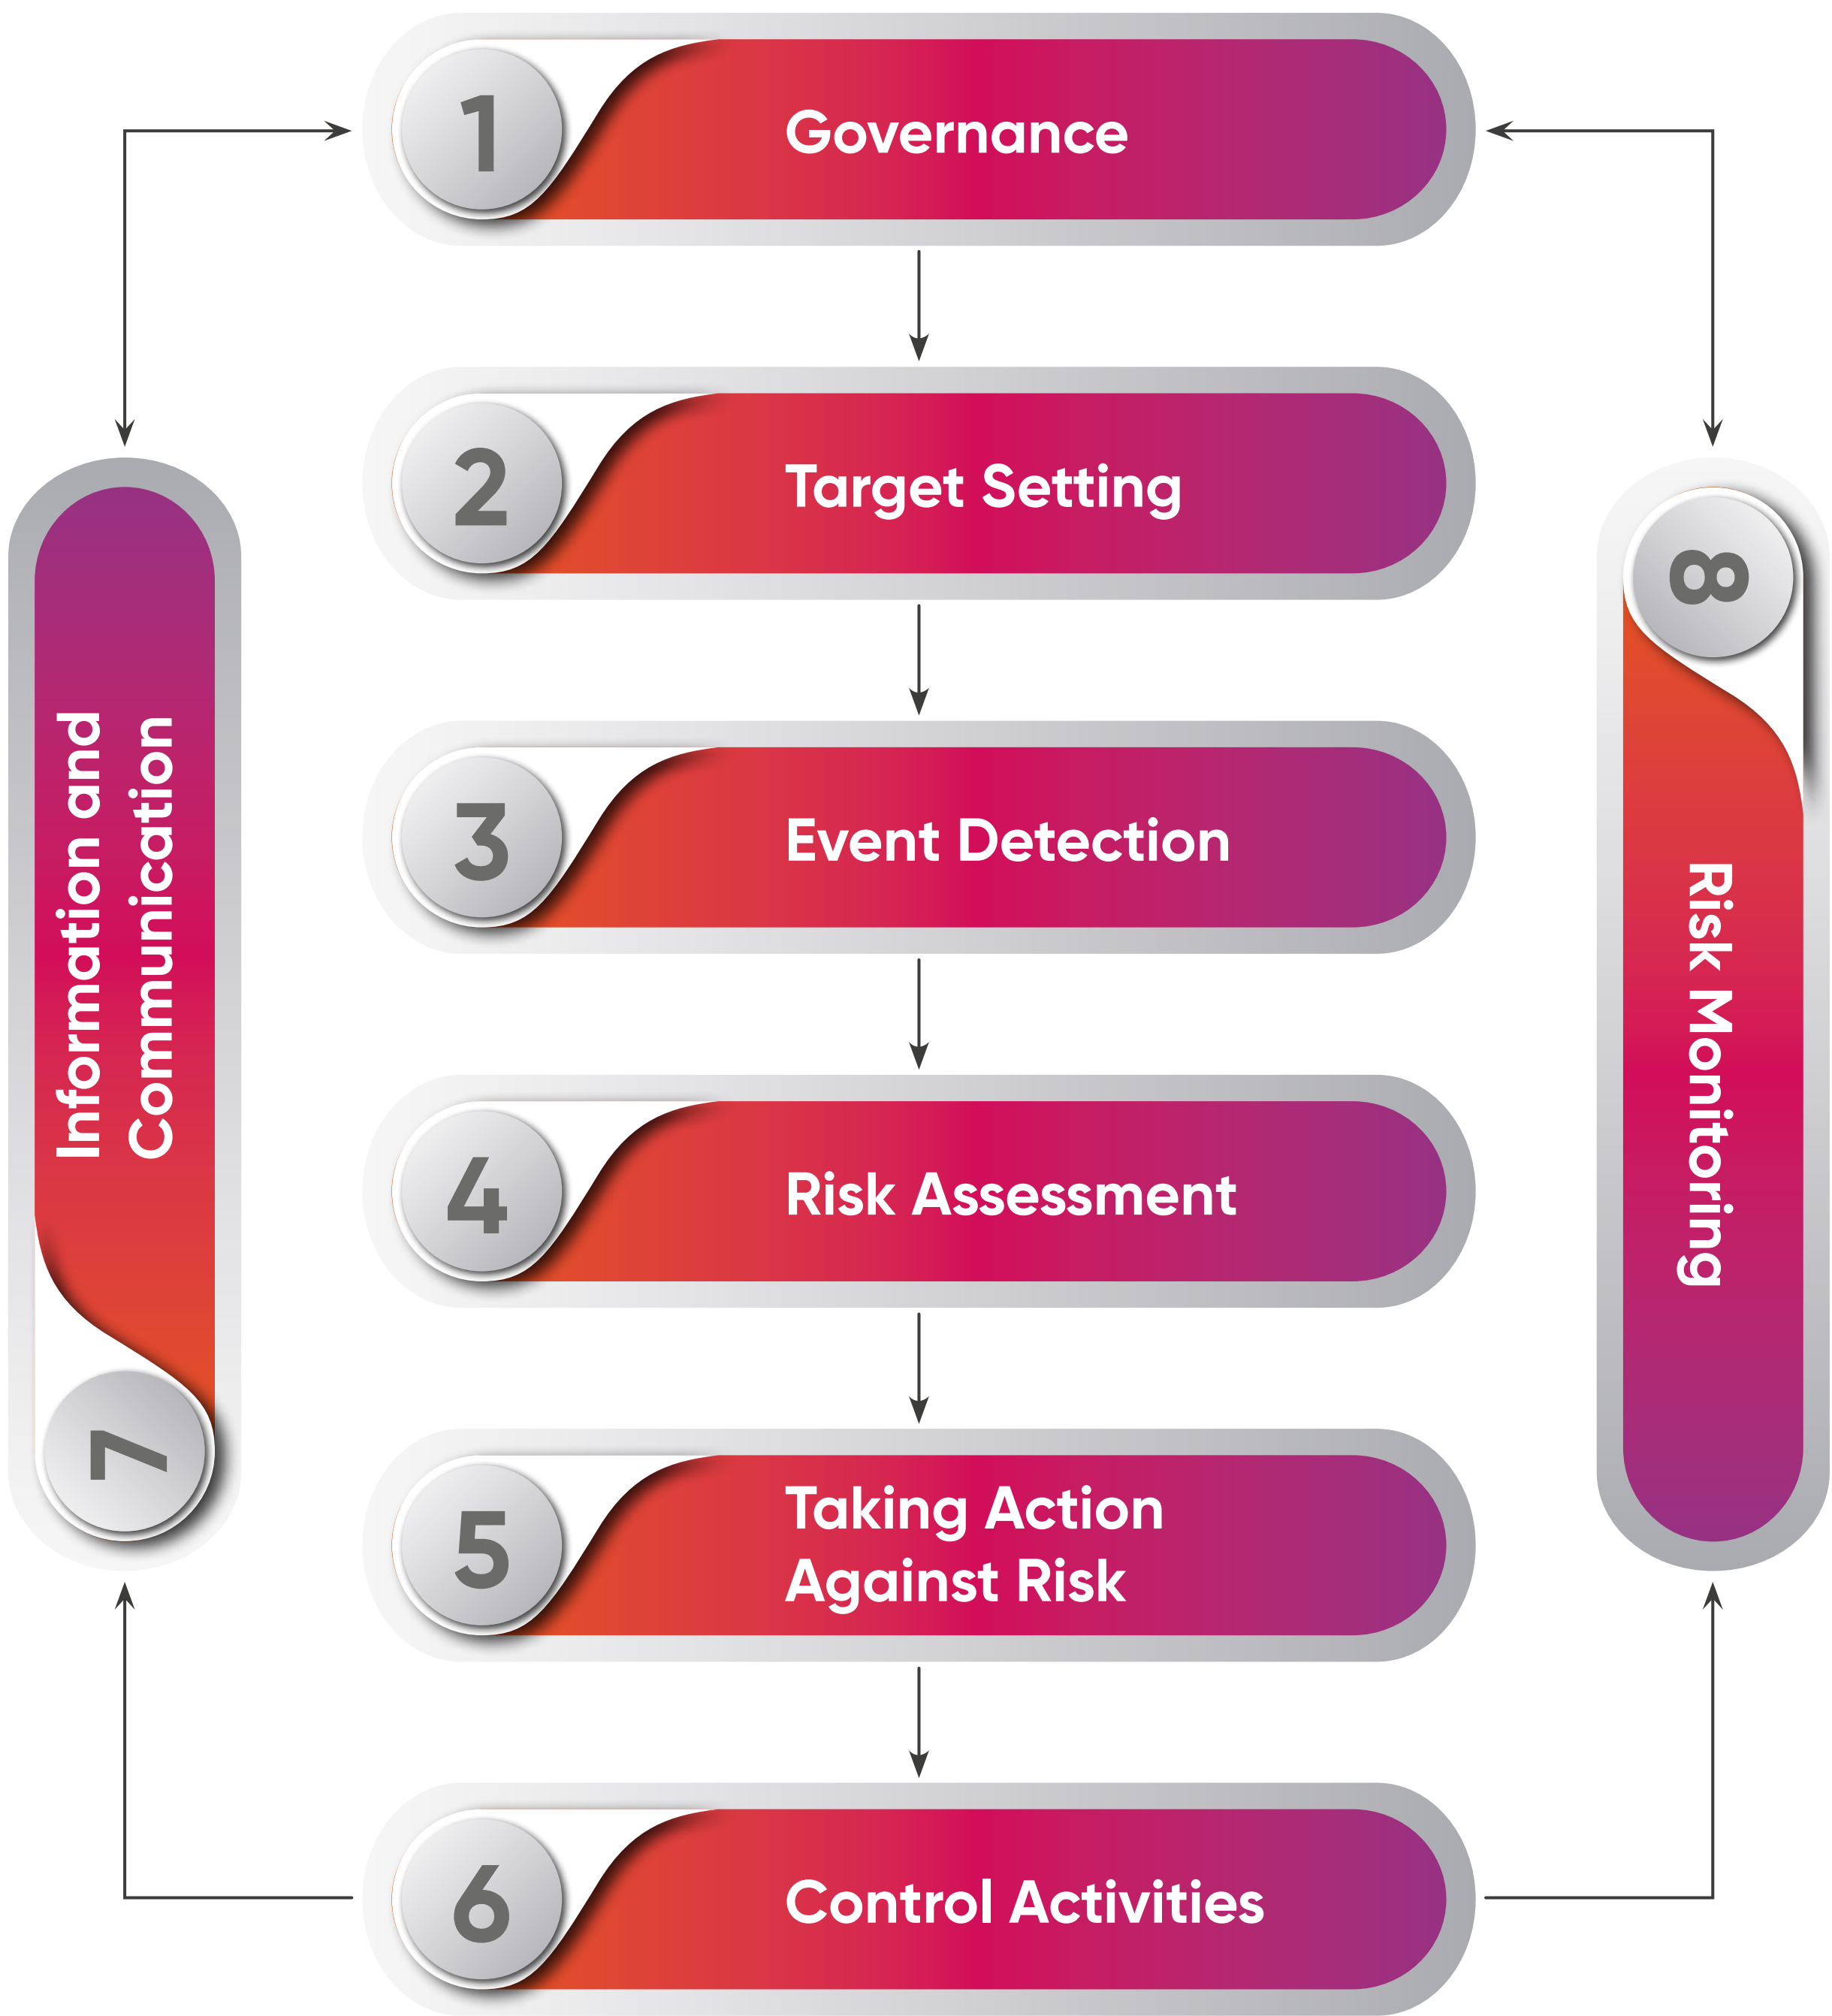 1
Governance
2
Target Setting
3
Event Detection
4
Risk Assessment
5
Taking Action
Against Risk
6
Control Activities
7
Information and
Communication
8
Risk Monitoring